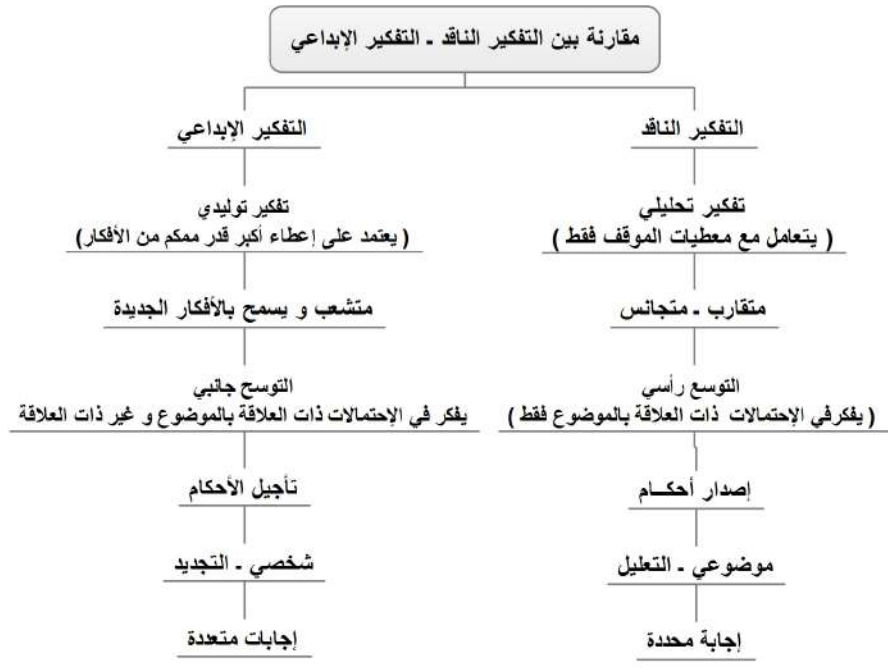 مقارنة بين التفكير الناقد - التفكير الإبداعي
التفكير الناقد
التفكير الإبداعي
تفكير تحليلي
( يتعامل مع معطيات الموقف فقط )
تفكير توليدي
( يعتمد على إعطاء أكبر قدر ممكم من الأفكار)
متقارب - متجانس
متشعب و يسمح بالأفكار الجديدة
التوسع رأسي
( يفكرفي الإحتمالات ذات العلاقة بالموضوع فقط )
التوسح جانبي
يفكر في الإحتمالات ذات العلاقة بالموضوع و غير ذات العلاقة
إصدار أحكــام
تأجيل الأحكام
موضوعي - التعليل
شخصي - التجديد
إجابة محددة
إجابات متعددة